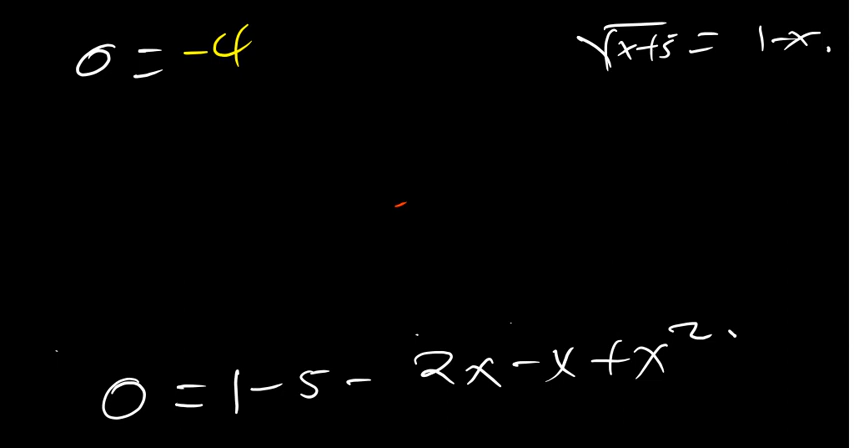 0 = -4
√(x+5) = 1-x.
0 = 1-5-2x-x+x².